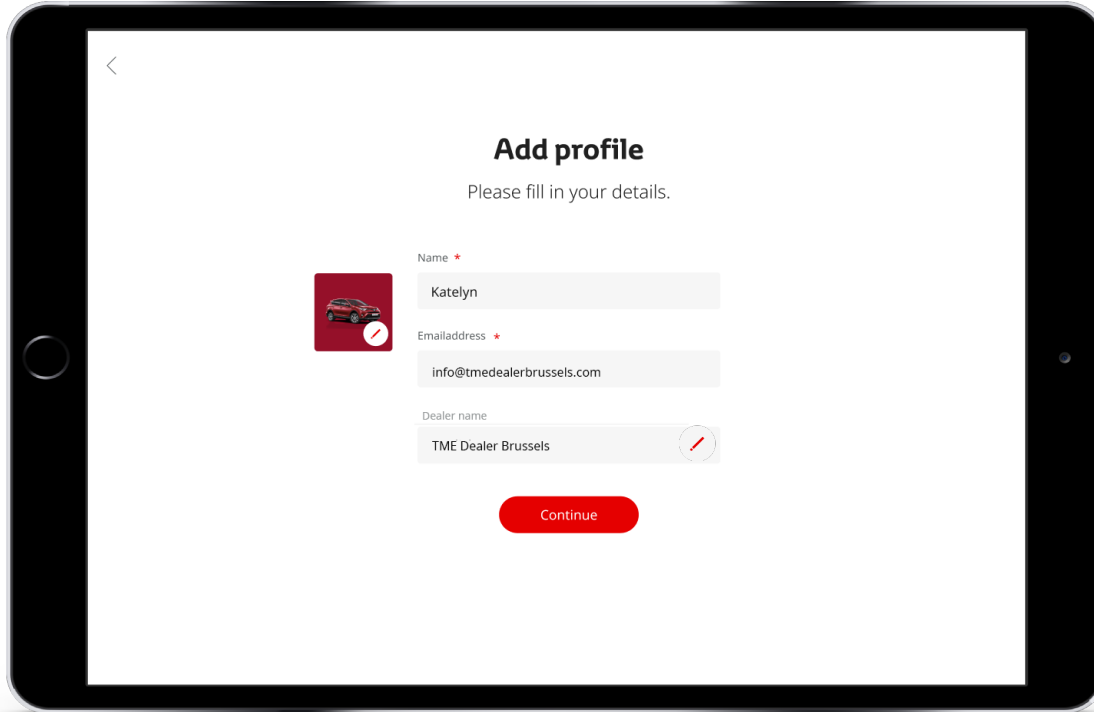 Add profile
Please fill in your details.
Name *
Katelyn
Emailaddress *
info@tmedealerbrussels.com
Dealer name
TME Dealer Brussels
Continue